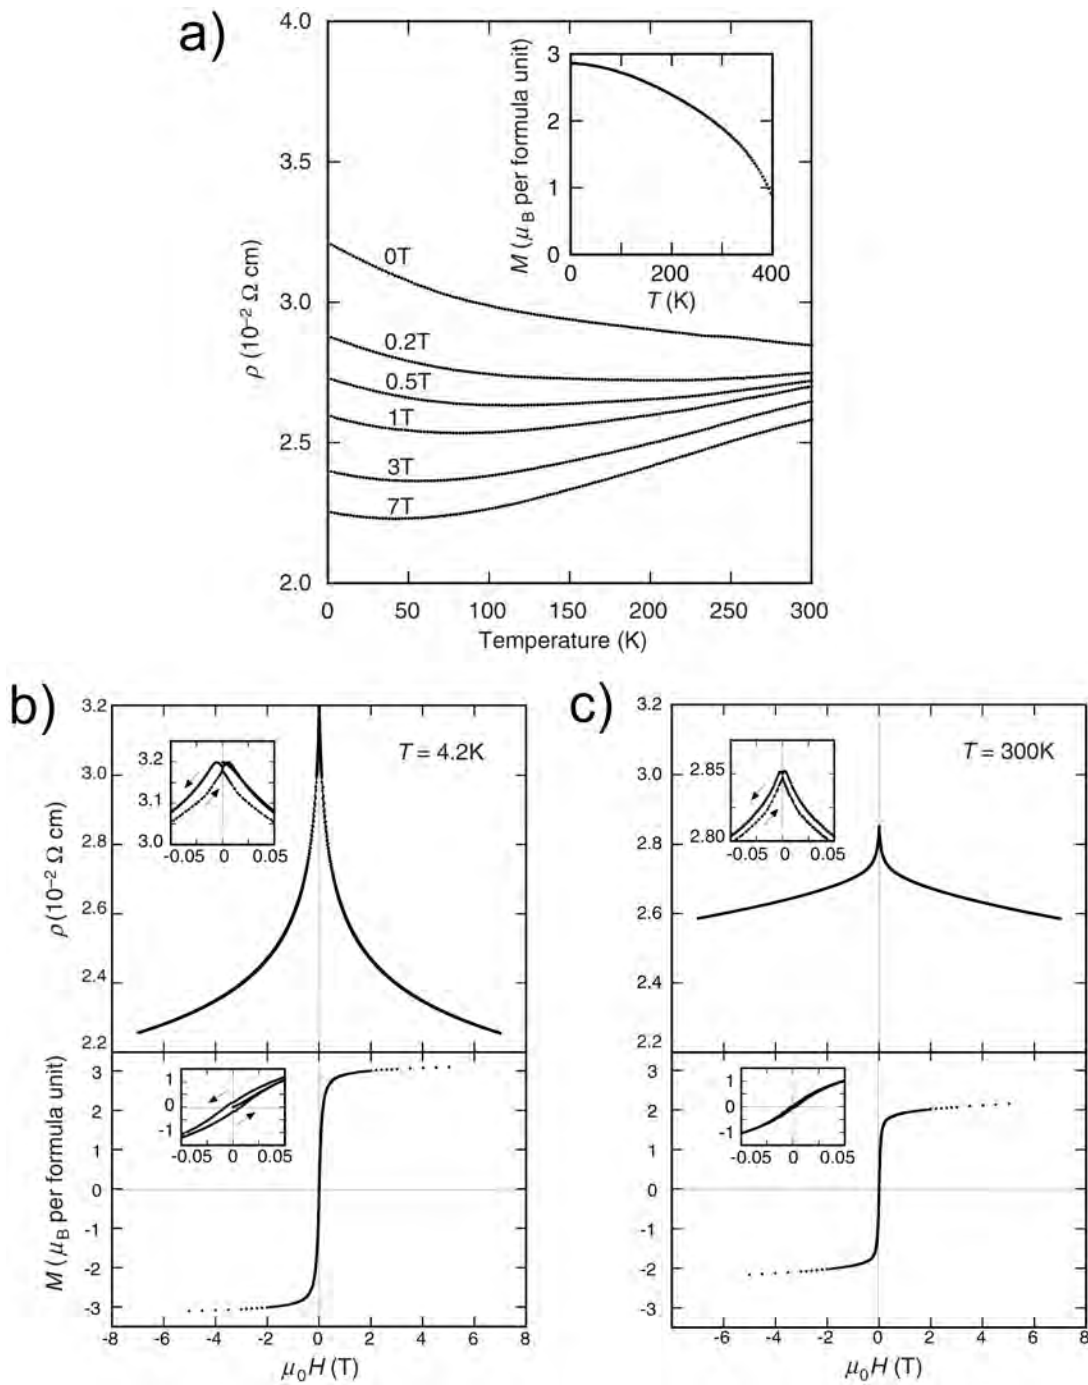 a)
4.0
3.5
3.0
2.5
2.0
ρ (10⁻² Ω cm)
0T
0.2T
0.5T
1T
3T
7T
0 50 100 150 200 250 300
Temperature (K)
3
2
1
0
M (μB per formula unit)
0 200 400
T (K)
b)
3.2
3.0
2.8
2.6
2.4
2.2
ρ (10⁻² Ω cm)
T = 4.2K
3.2
3.1
3.0
-0.05 0 0.05
3
2
1
0
-1
-2
-3
M (μB per formula unit)
1
0
-1
-0.05 0 0.05
-8 -6 -4 -2 0 2 4 6 8
μ₀H (T)
c)
3.2
3.0
2.8
2.6
2.4
2.2
T = 300K
2.85
2.80
-0.05 0 0.05
3
2
1
0
-1
-2
-3
1
0
-1
-0.05 0 0.05
-6 -4 -2 0 2 4 6 8
μ₀H (T)